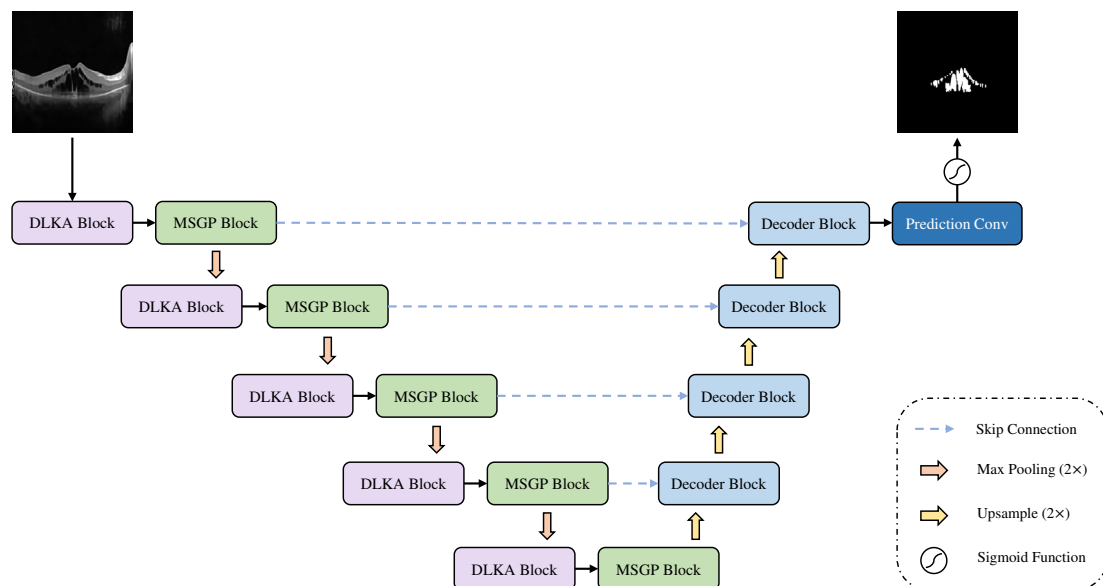 DLKA Block
MSGP Block
Decoder Block
Prediction Conv
DLKA Block
MSGP Block
Decoder Block
DLKA Block
MSGP Block
Decoder Block
DLKA Block
MSGP Block
Decoder Block
DLKA Block
MSGP Block
Skip Connection
Max Pooling (2×)
Upsample (2×)
Sigmoid Function